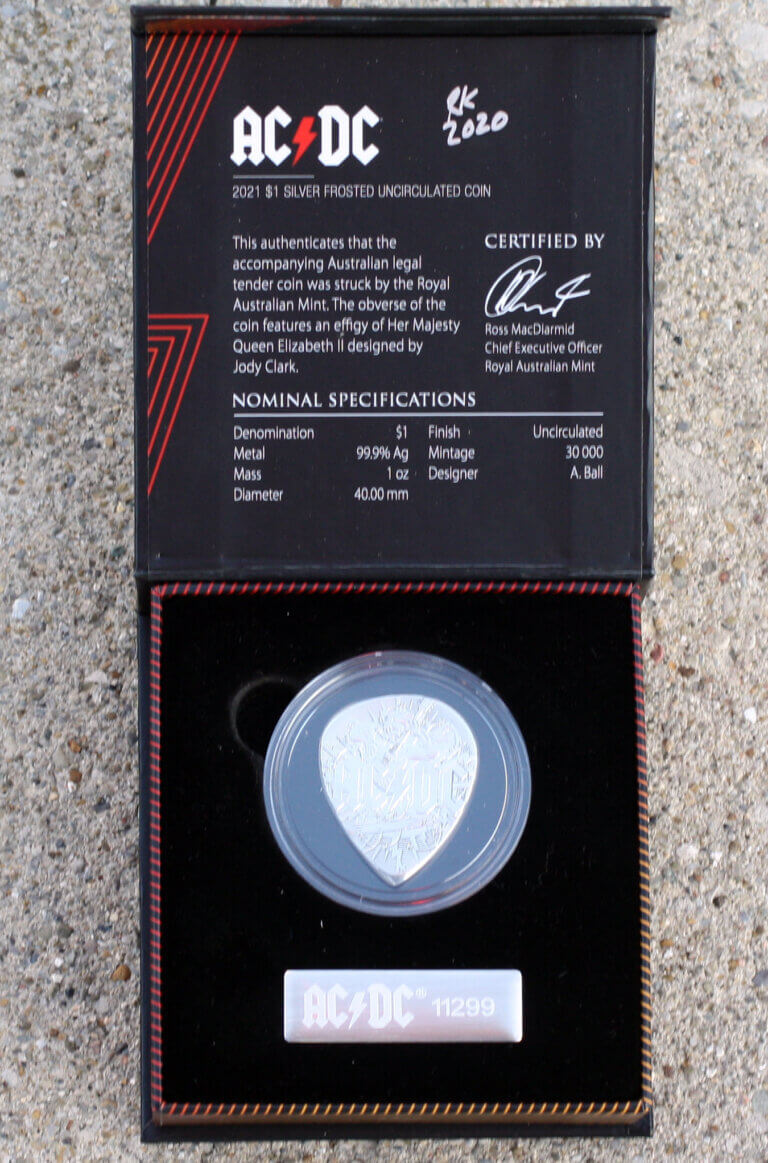 AC DC
RK
2020
2021 $1 SILVER FROSTED UNCIRCULATED COIN
This authenticates that the
accompanying Australian legal
tender coin was struck by the Royal
Australian Mint. The obverse of the
coin features an effigy of Her Majesty
Queen Elizabeth II designed by
Jody Clark.
CERTIFIED BY
Ross MacDiarmid
Chief Executive Officer
Royal Australian Mint
NOMINAL SPECIFICATIONS
Denomination $1 Finish Uncirculated
Metal 99.9% Ag Mintage 30 000
Mass 1 oz Designer A. Ball
Diameter 40.00 mm
AC DC
AC DC® 11299